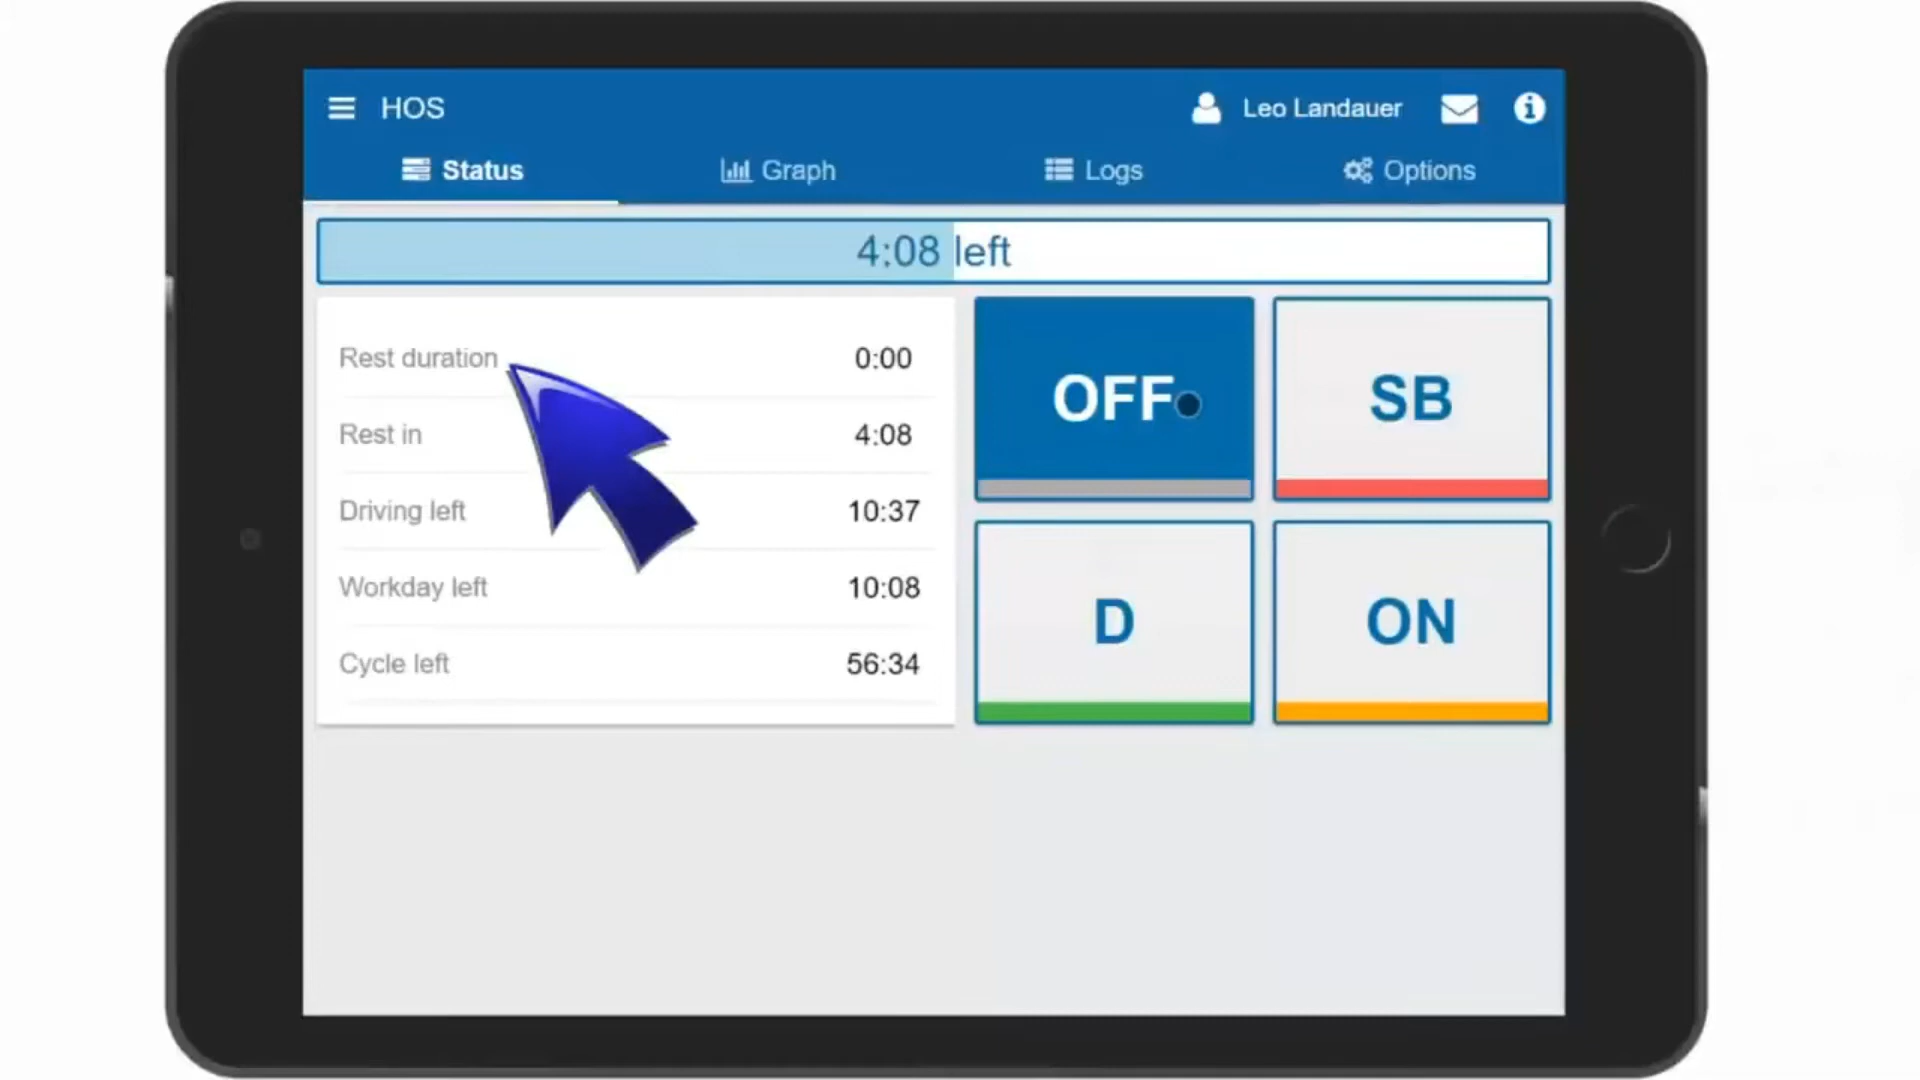 HOS
Leo Landauer
Status
Graph
Logs
Options
4:08 left
Rest duration 0:00
Rest in 4:08
Driving left 10:37
Workday left 10:08
Cycle left 56:34
OFF
SB
D
ON